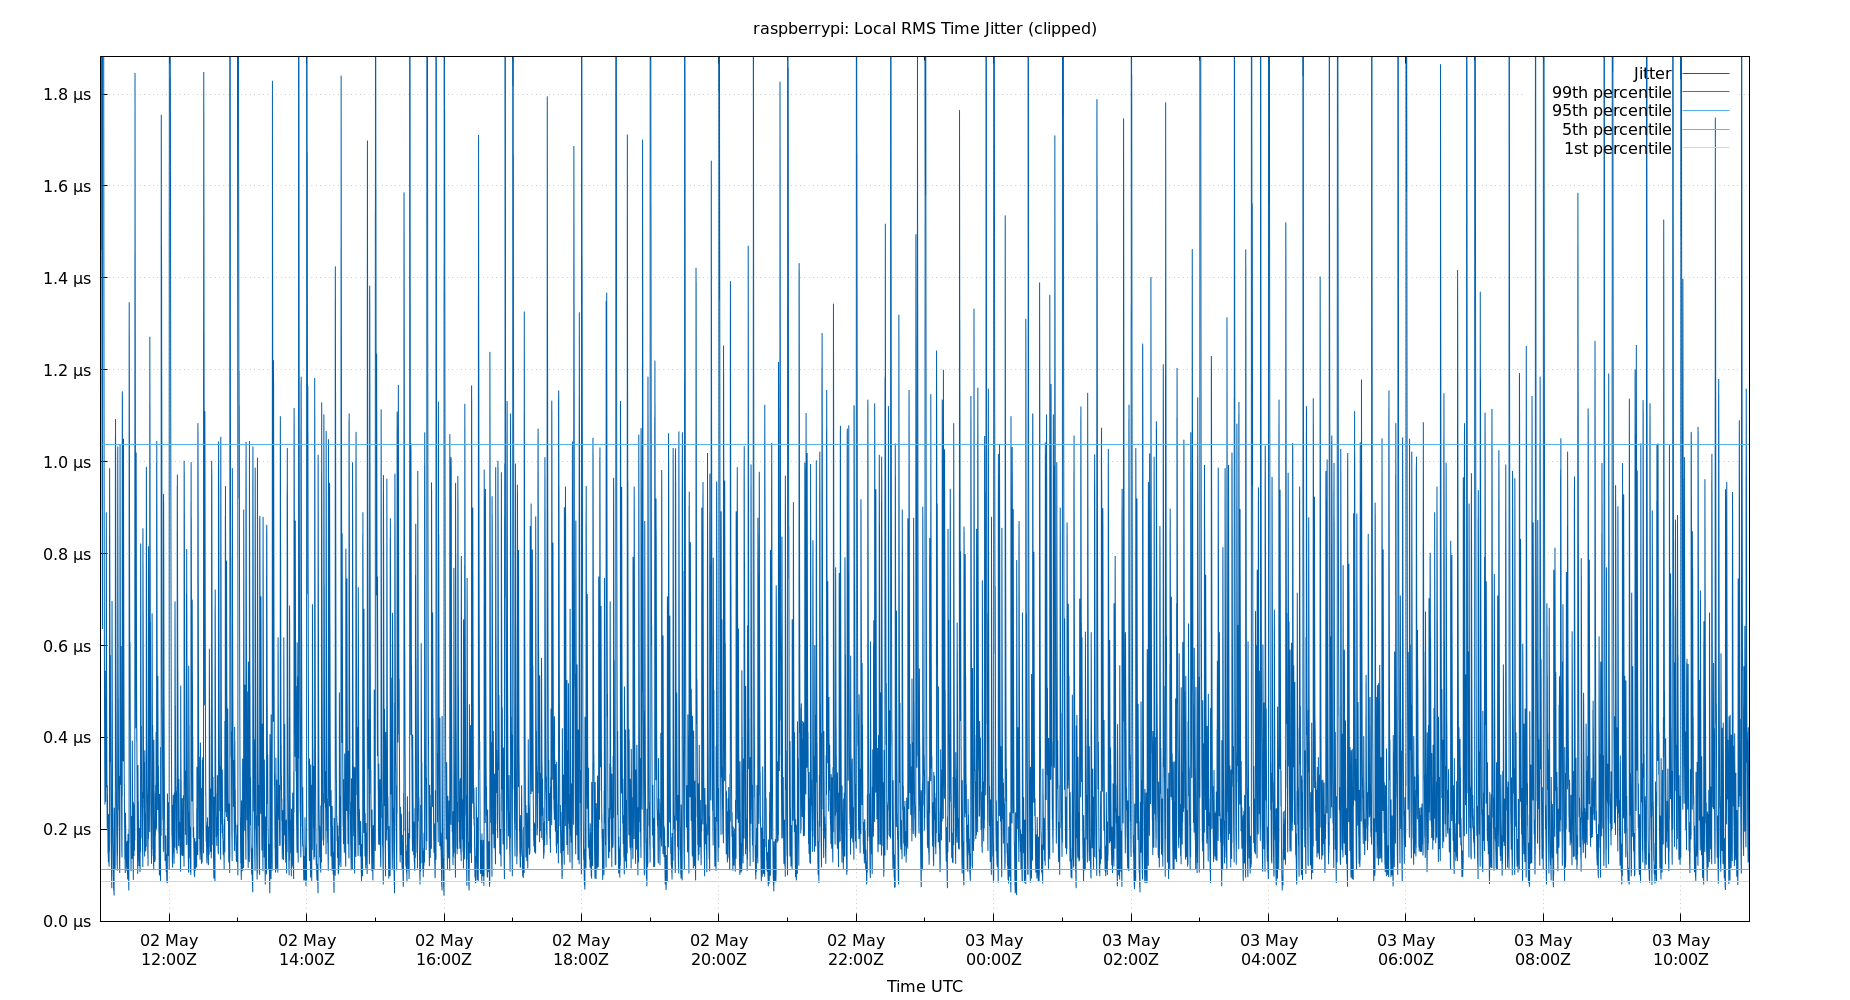 raspberrypi: Local RMS Time Jitter (clipped)
Jitter
99th percentile
95th percentile
5th percentile
1st percentile
1.8 μs
1.6 μs
1.4 μs
1.2 μs
1.0 μs
0.8 μs
0.6 μs
0.4 μs
0.2 μs
0.0 μs
02 May 02 May 02 May 02 May 02 May 02 May 03 May 03 May 03 May 03 May 03 May 03 May
12:00Z 14:00Z 16:00Z 18:00Z 20:00Z 22:00Z 00:00Z 02:00Z 04:00Z 06:00Z 08:00Z 10:00Z
Time UTC